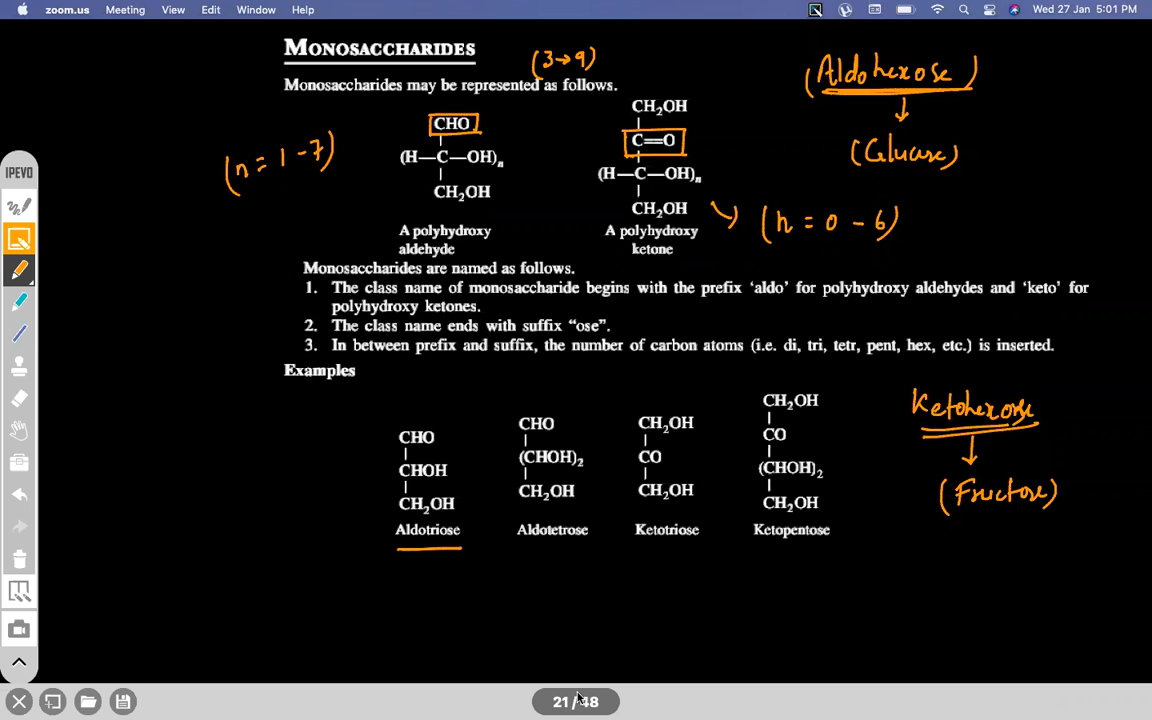 zoom.us Meeting View Edit Window Help Wed 27 Jan 5:01 PM
MONOSACCHARIDES
(3→9)
Monosaccharides may be represented as follows.
(Aldohexose)
↓
(Glucose)
(n = 1 - 7)
CHO
(H—C—OH)n
CH₂OH
A polyhydroxy
aldehyde
CH₂OH
C=O
(H—C—OH)n
CH₂OH
A polyhydroxy
ketone
(n = 0 - 6)
Monosaccharides are named as follows.
1. The class name of monosaccharide begins with the prefix 'aldo' for polyhydroxy aldehydes and 'keto' for
polyhydroxy ketones.
2. The class name ends with suffix "ose".
3. In between prefix and suffix, the number of carbon atoms (i.e. di, tri, tetr, pent, hex, etc.) is inserted.
Examples
CHO
CHOH
CH₂OH
Aldotriose
CHO
(CHOH)₂
CH₂OH
Aldotetrose
CH₂OH
CO
CH₂OH
Ketotriose
CH₂OH
CO
(CHOH)₂
CH₂OH
Ketopentose
Ketohexose
↓
(Fructose)
IPEVO
21 / 48